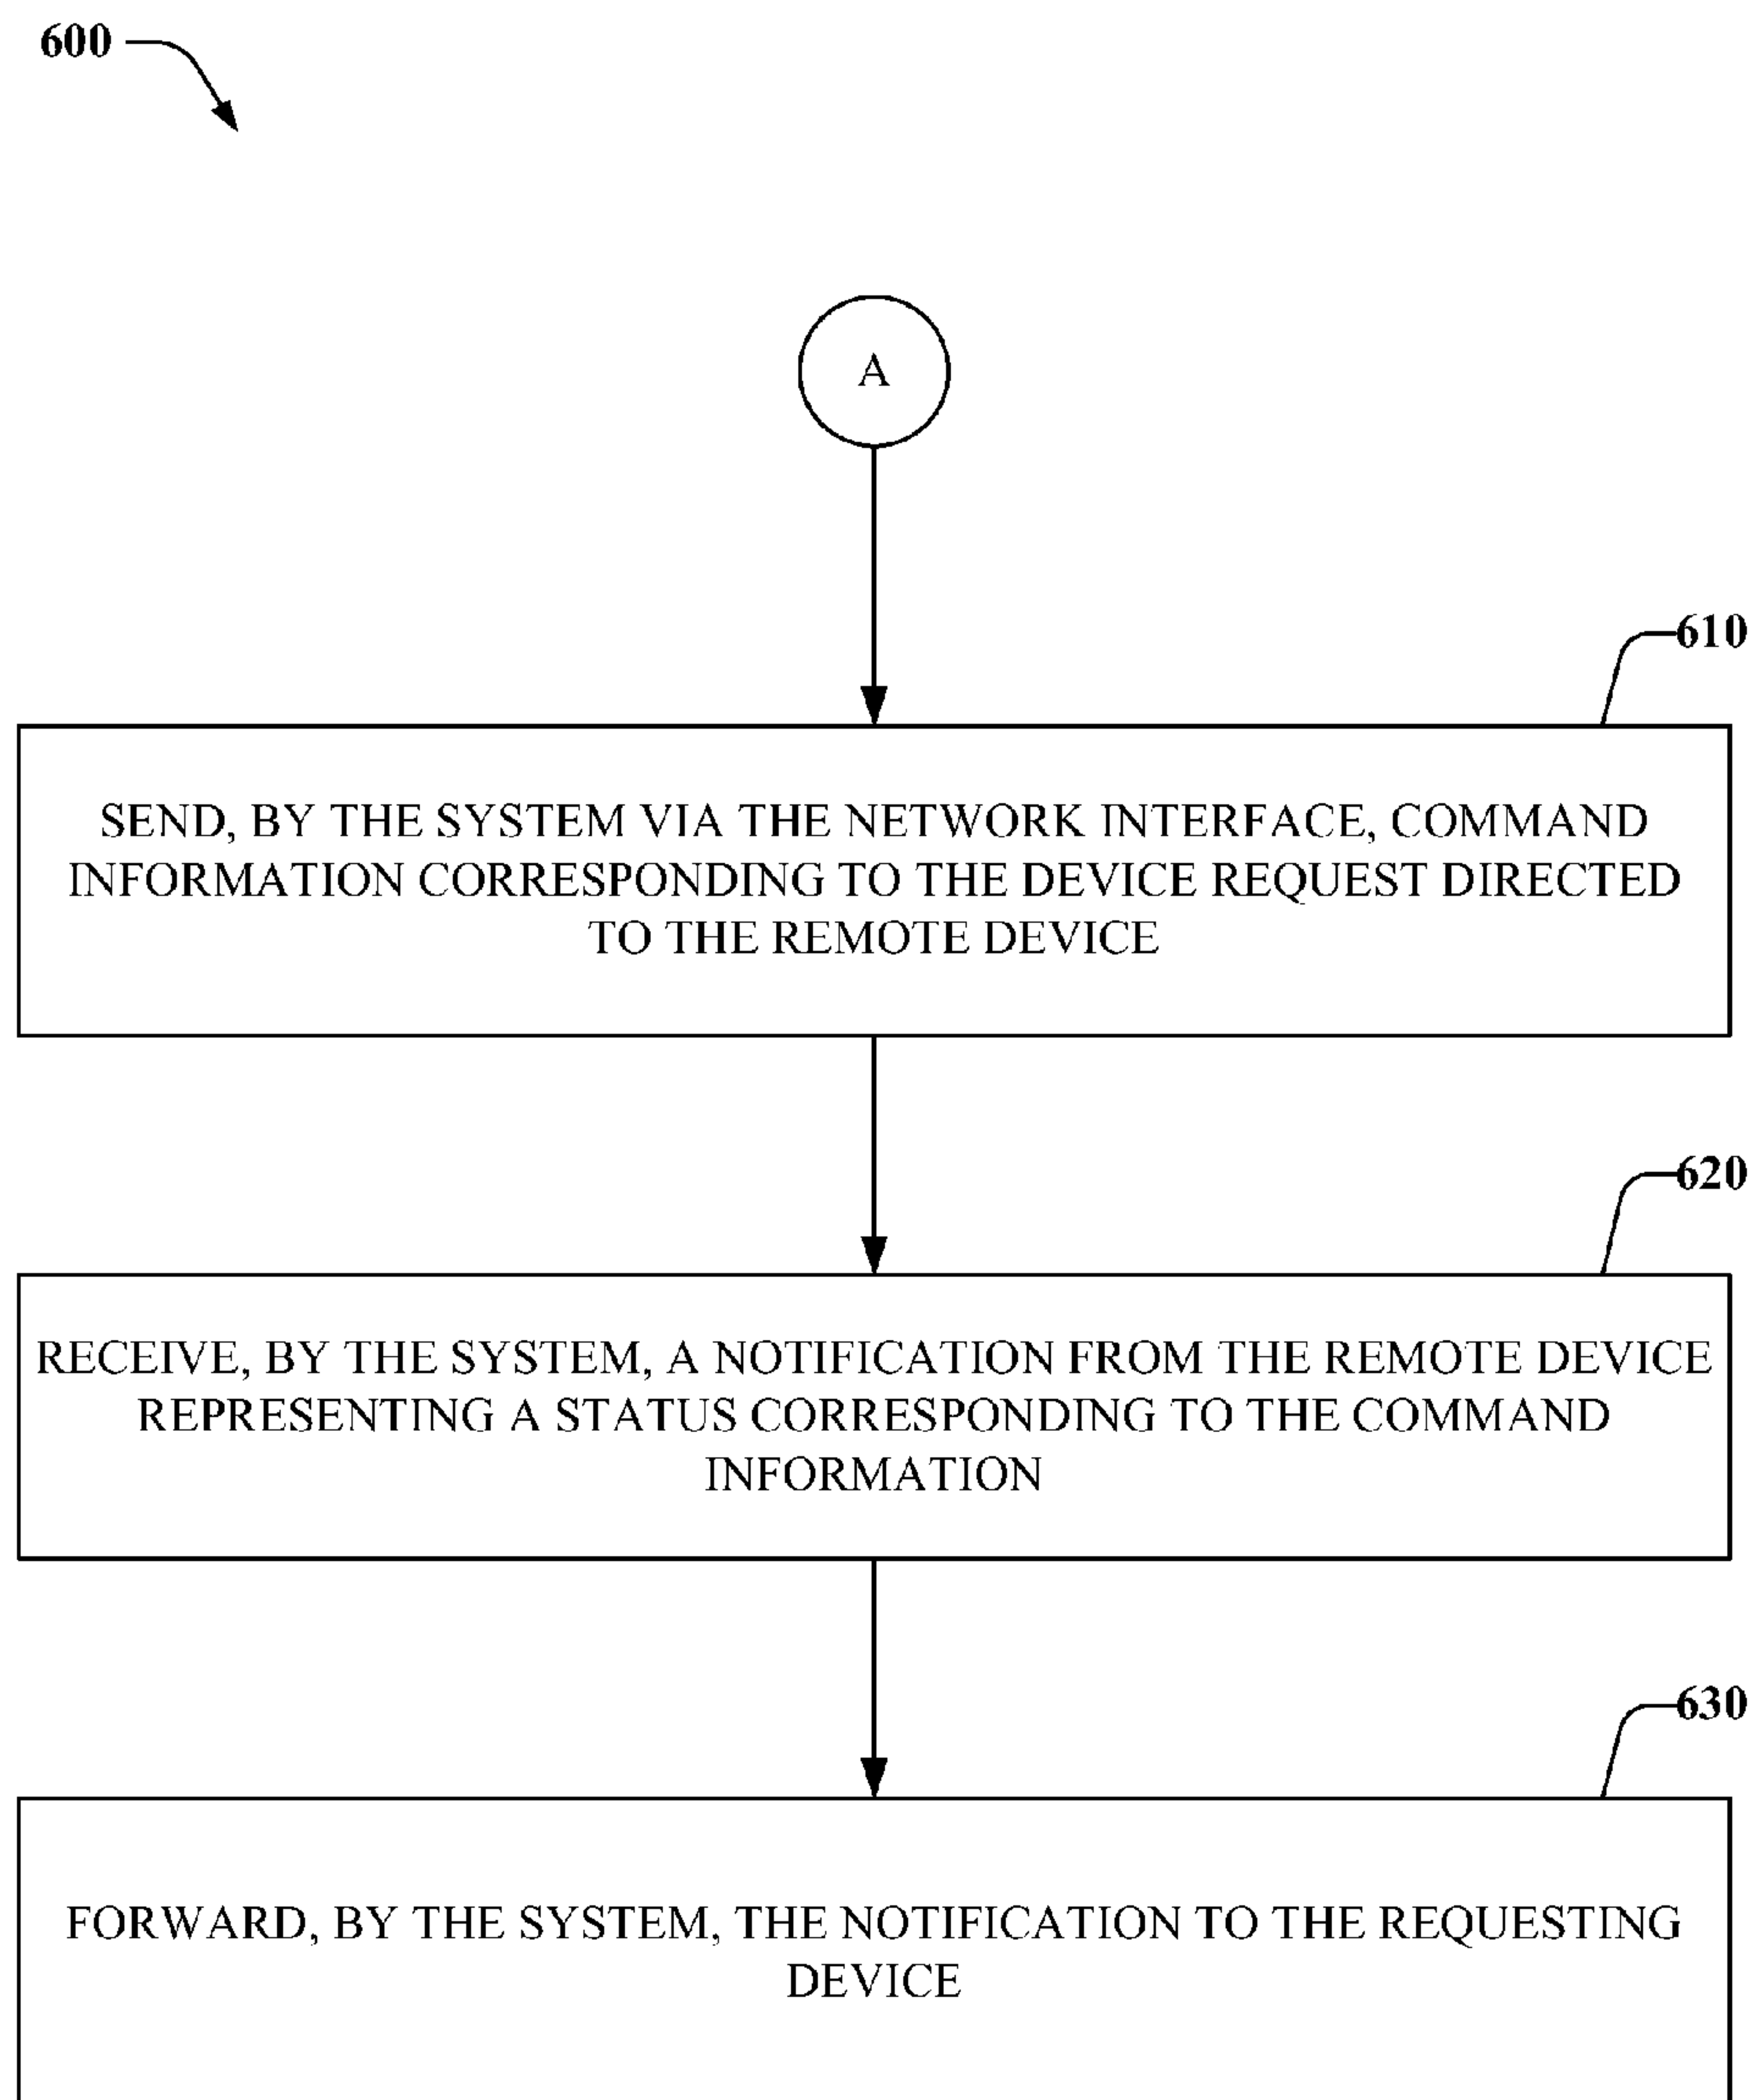 600
A
610
SEND, BY THE SYSTEM VIA THE NETWORK INTERFACE, COMMAND
INFORMATION CORRESPONDING TO THE DEVICE REQUEST DIRECTED
TO THE REMOTE DEVICE
620
RECEIVE, BY THE SYSTEM, A NOTIFICATION FROM THE REMOTE DEVICE
REPRESENTING A STATUS CORRESPONDING TO THE COMMAND
INFORMATION
630
FORWARD, BY THE SYSTEM, THE NOTIFICATION TO THE REQUESTING
DEVICE